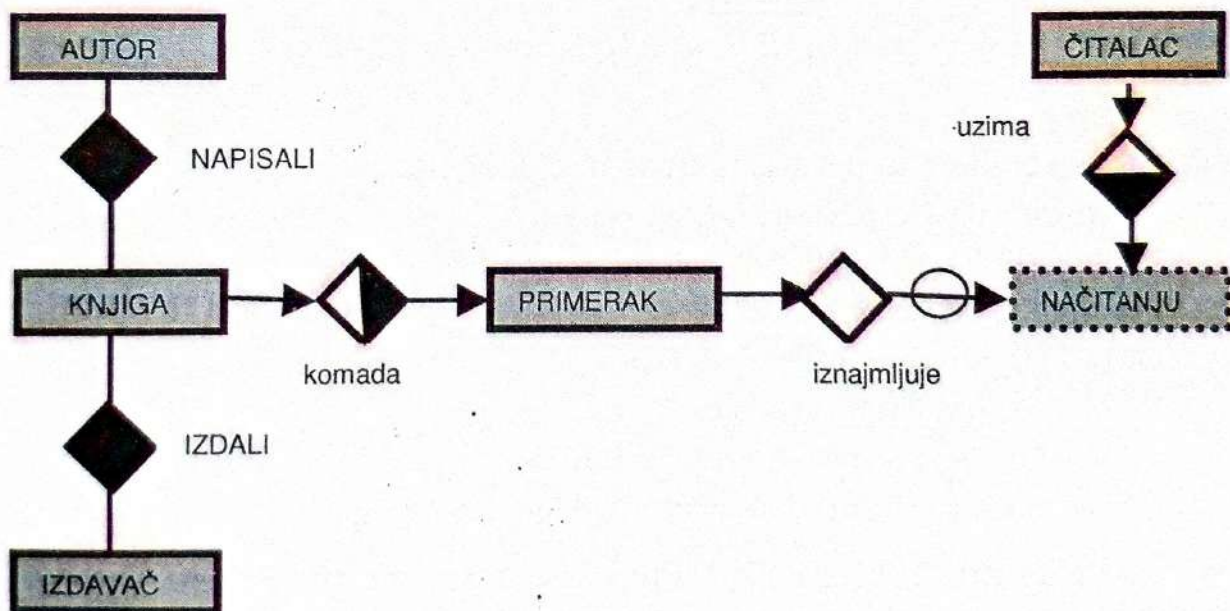 AUTOR
ČITALAC
uzima
NAPISALI
KNJIGA
PRIMERAK
NAČITANJU
komada
iznajmljuje
IZDALI
IZDAVAČ